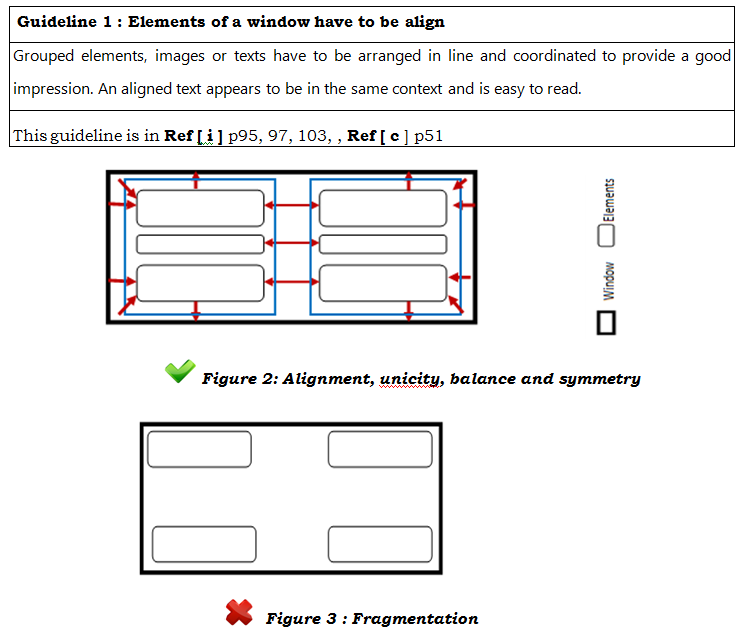 Guideline 1 : Elements of a window have to be align
Grouped elements, images or texts have to be arranged in line and coordinated to provide a good
impression. An aligned text appears to be in the same context and is easy to read.
This guideline is in Ref [ i ] p95, 97, 103, , Ref [ c ] p51
Elements
Window
Figure 2: Alignment, unicity, balance and symmetry
Figure 3 : Fragmentation